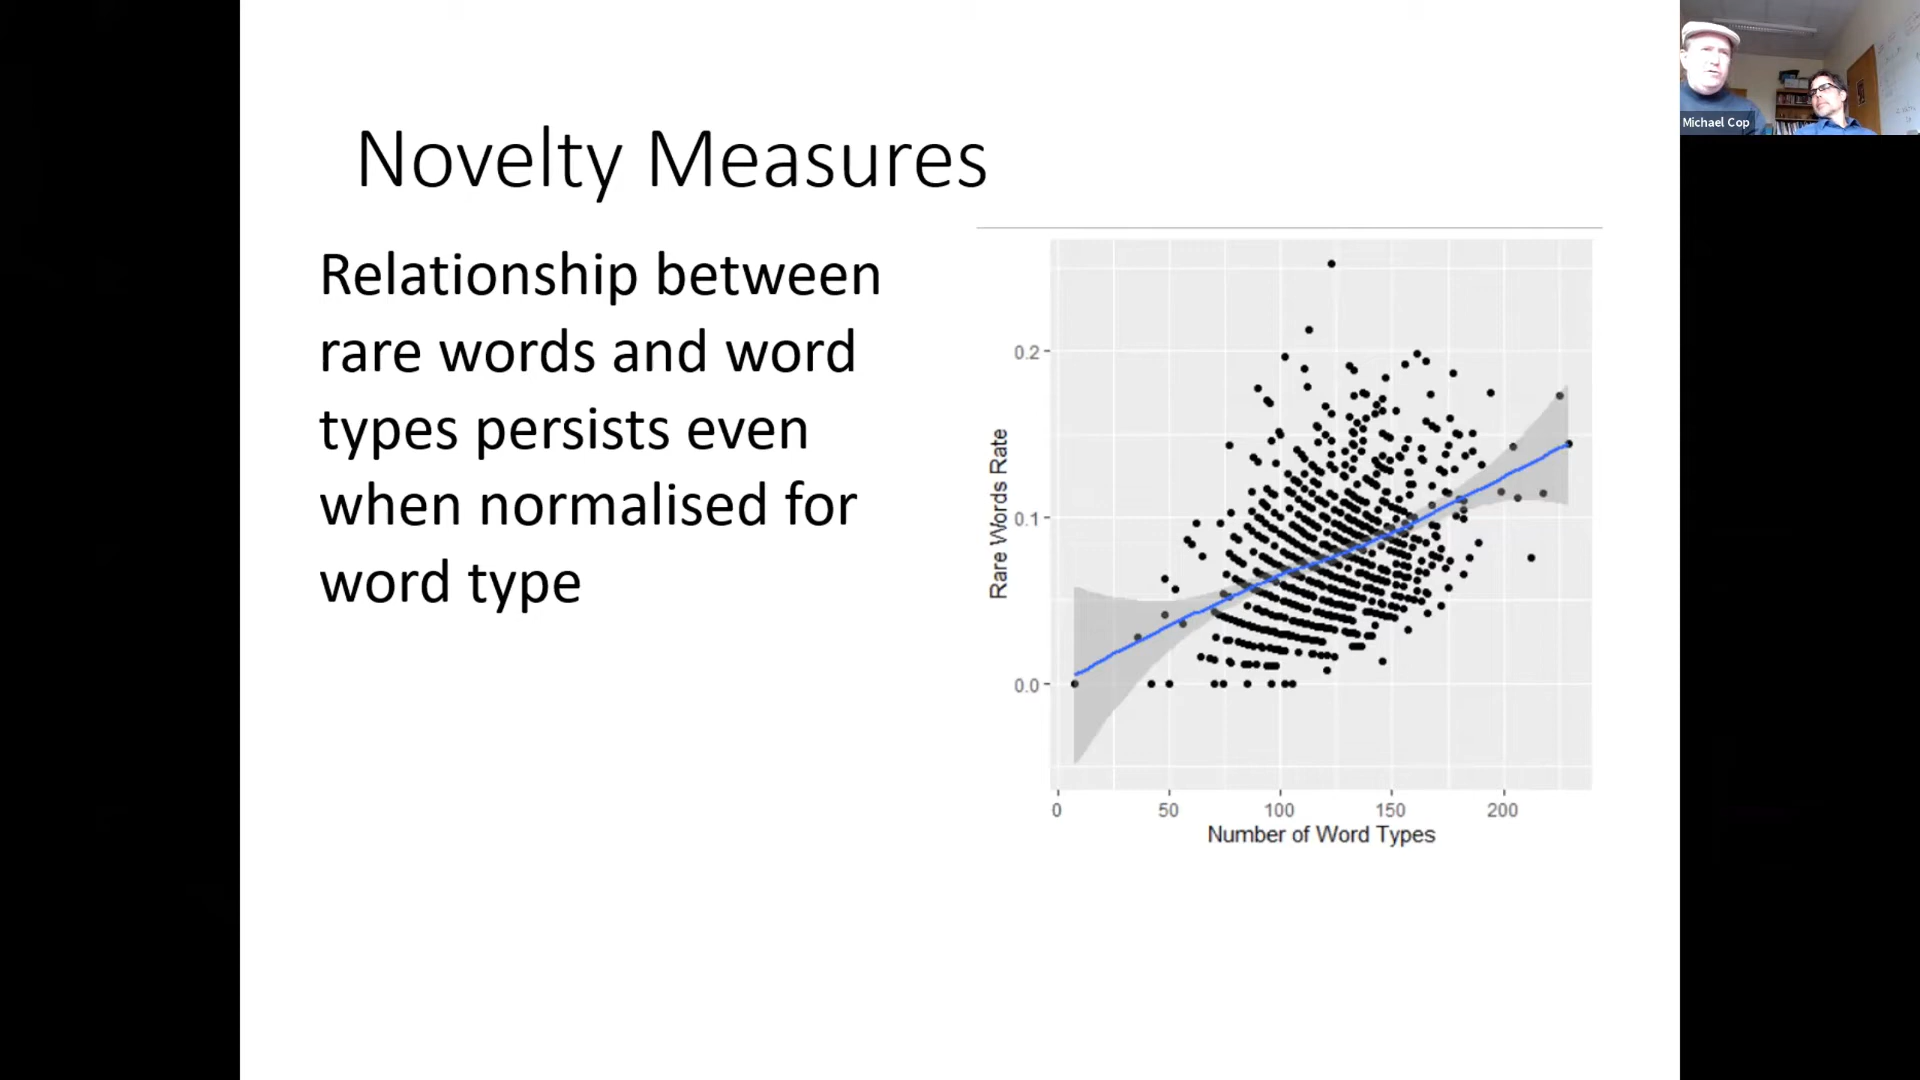 Novelty Measures
Relationship between
rare words and word
types persists even
when normalised for
word type
0.2
0.1
0.0
Rare Words Rate
0
50
100
150
200
Number of Word Types
Michael Cop